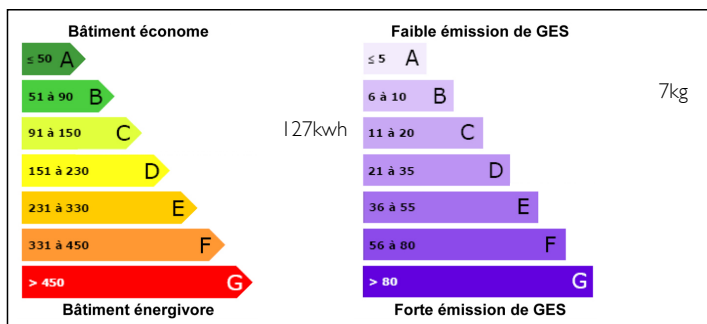 Bâtiment économe
≤ 50 A
51 à 90 B
91 à 150 C
127kwh
151 à 230 D
231 à 330 E
331 à 450 F
> 450 G
Bâtiment énergivore
Faible émission de GES
≤ 5 A
6 à 10 B
7kg
11 à 20 C
21 à 35 D
36 à 55 E
56 à 80 F
> 80 G
Forte émission de GES